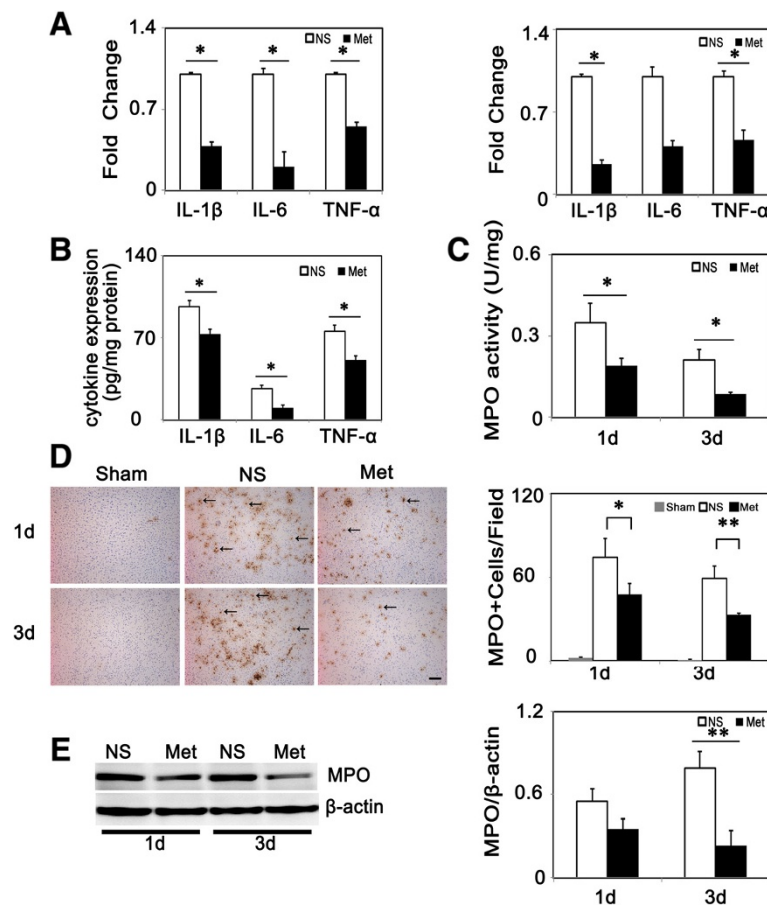 A
1.4
NS Met
* * *
Fold Change
0.7
0
IL-1β IL-6 TNF-α
1.4
NS Met
* *
Fold Change
0.7
0
IL-1β IL-6 TNF-α
B
140
NS Met
* * *
cytokine expression
(pg/mg protein)
70
0
IL-1β IL-6 TNF-α
C
0.6
NS Met
* *
MPO activity (U/mg)
0.3
0
1d 3d
D
Sham NS Met
1d
3d
120
Sham NS Met
* **
MPO+Cells/Field
60
0
1d 3d
E
NS Met NS Met
MPO
β-actin
1d 3d
1.2
NS Met
**
MPO/β-actin
0.6
0
1d 3d